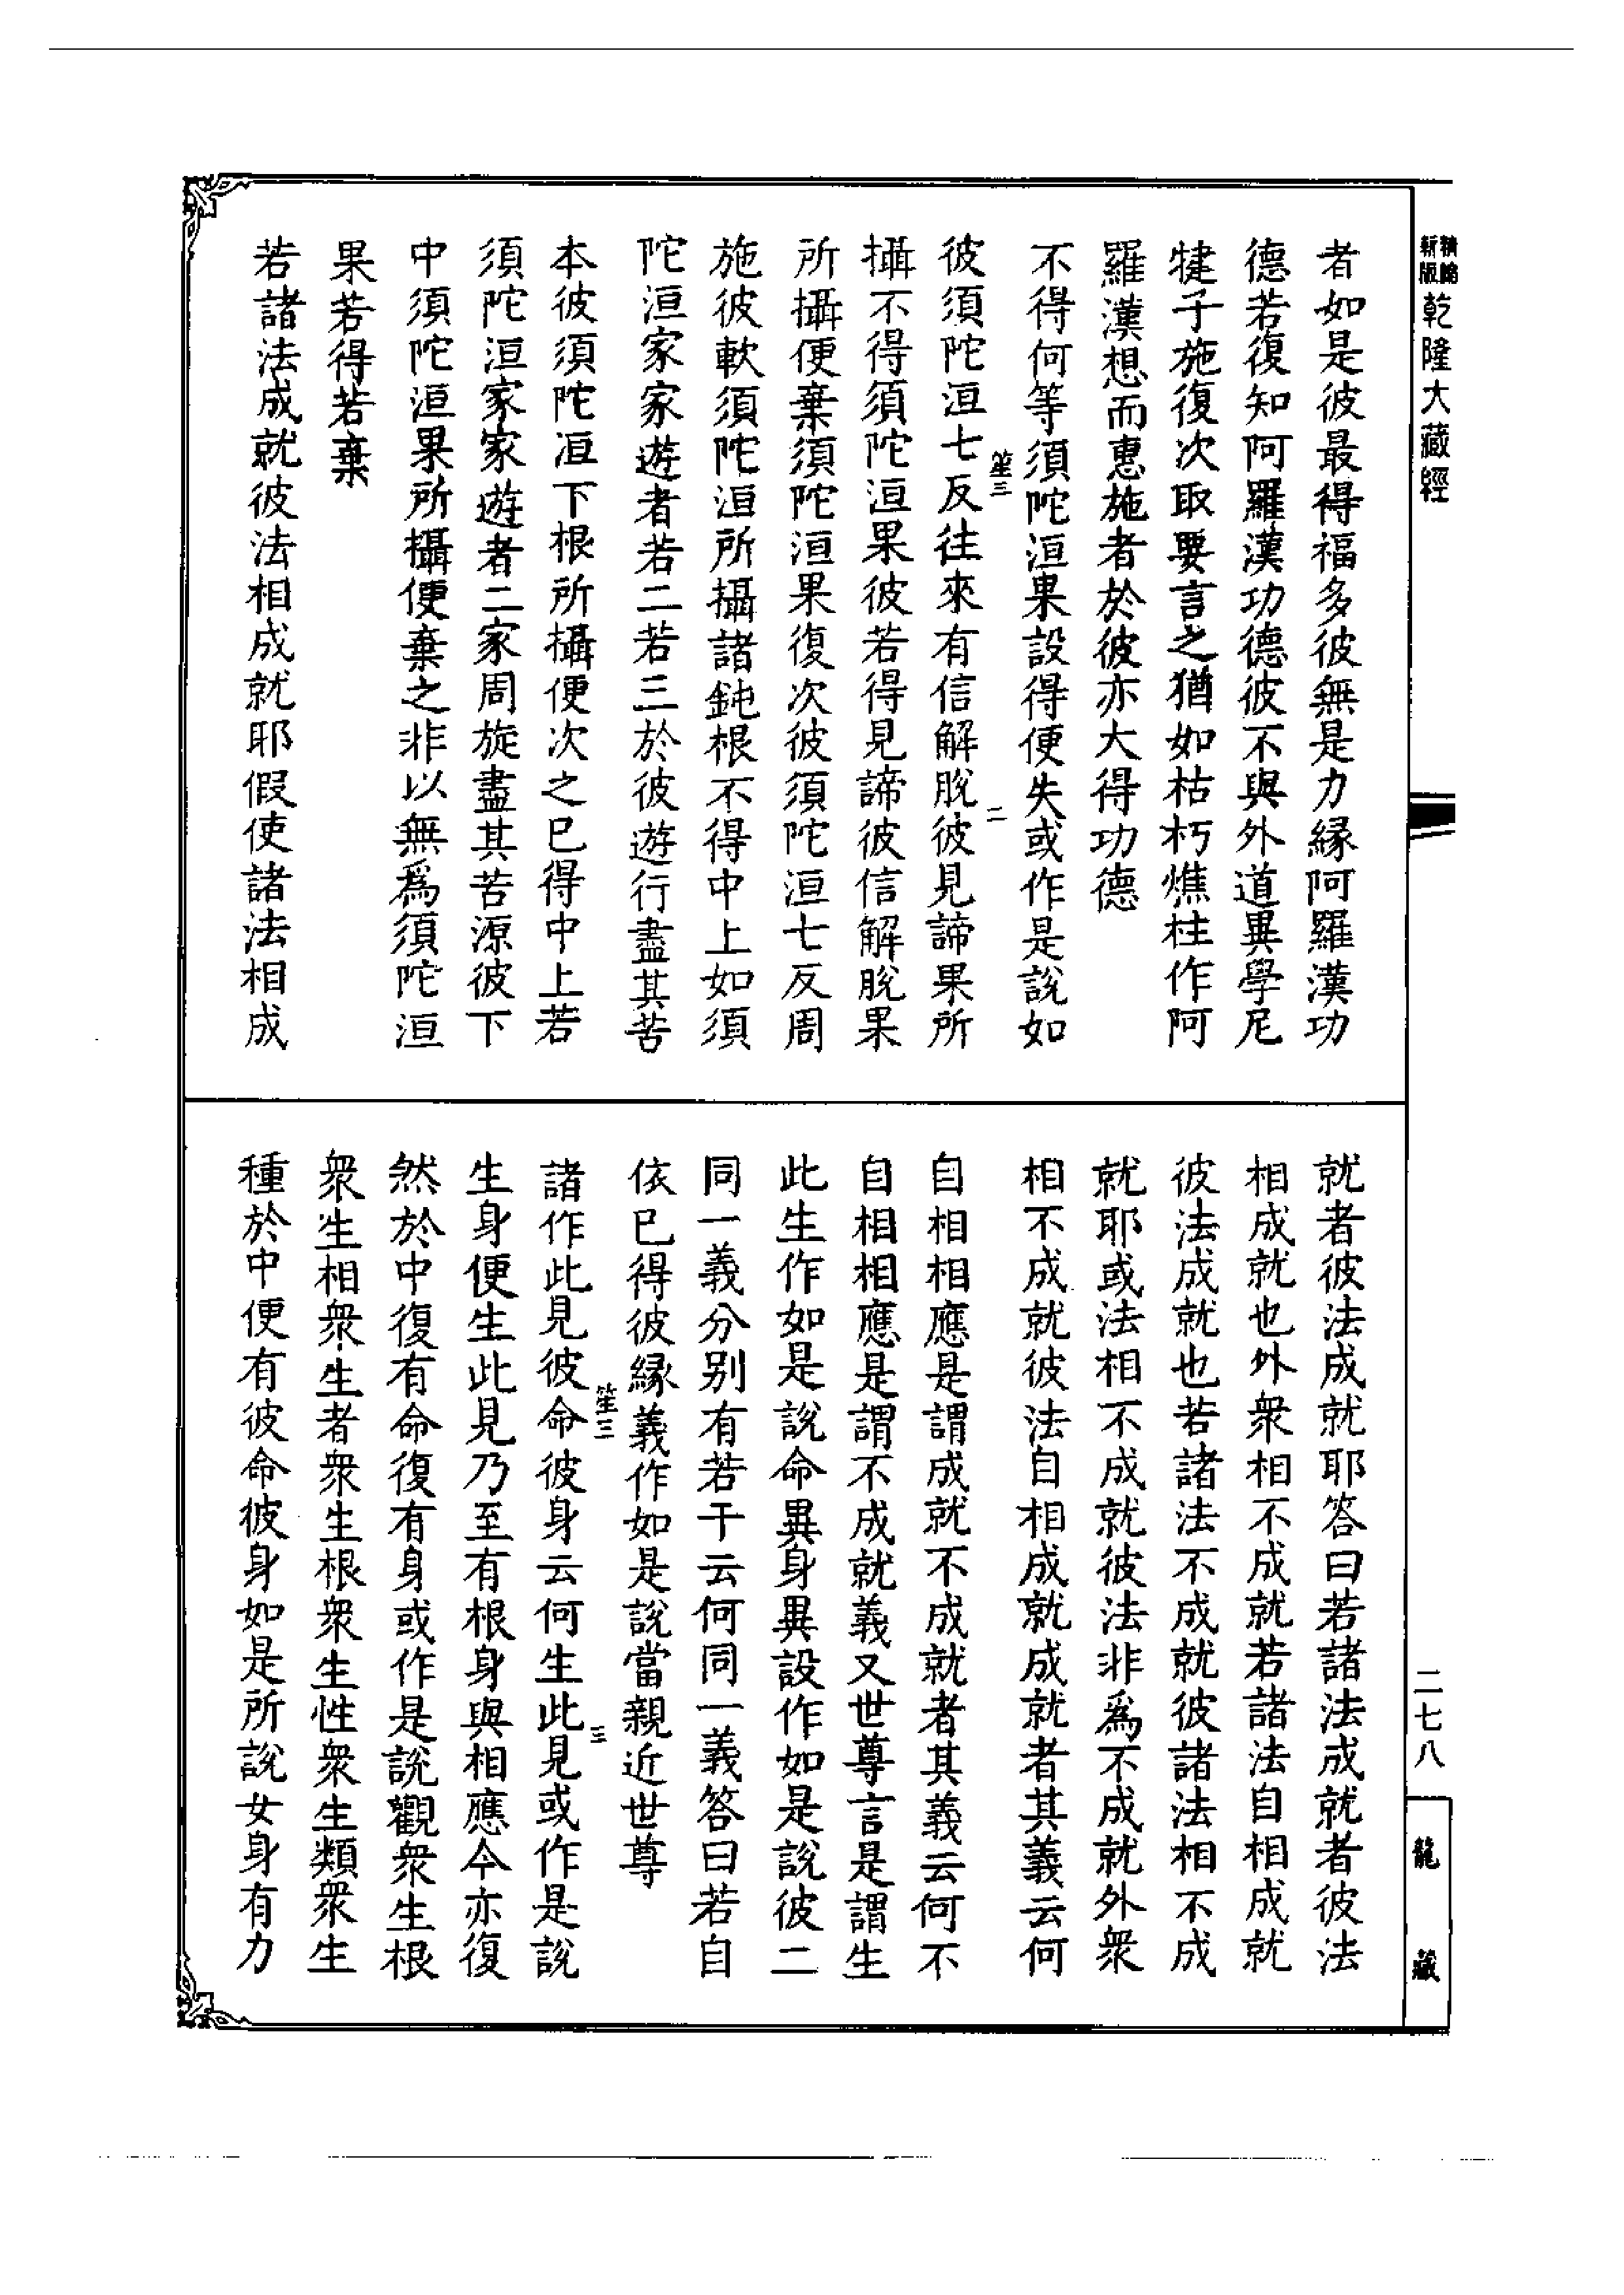 精縮
新版
乾隆大藏經
者如是彼最得福多彼無是力緣阿羅漢功
德若復知阿羅漢功德彼不與外道異學尼
犍子施復次取要言之猶如枯朽燋柱作阿
羅漢想而惠施者於彼亦大得功德
不得何等須陀洹果設得便失或作是說如
笙三
二
彼須陀洹七反往來有信解脫彼見諦果所
攝不得須陀洹果彼若得見諦彼信解脫果
所攝便棄須陀洹果復次彼須陀洹七反周
施彼軟須陀洹所攝諸鈍根不得中上如須
陀洹家家遊者若二若三於彼遊行盡其苦
本彼須陀洹下根所攝便次之已得中上若
須陀洹家家遊者二家周旋盡其苦源彼下
中須陀洹果所攝便棄之非以無為須陀洹
果若得若棄
若諸法成就彼法相成就耶假使諸法相成
就者彼法成就耶答曰若諸法成就者彼法
相成就也外眾相不成就若諸法自相成就
彼法成就也若諸法不成就彼諸法相不成
就耶或法相不成就彼法非為不成就外眾
相不成就彼法自相成就成就者其義云何
自相相應是謂成就不成就者其義云何不
自相相應是謂不成就義又世尊言是謂生
此生作如是說命異身異設作如是說彼二
同一義分別有若干云何同一義答曰若自
依已得彼緣義作如是說當親近世尊
笙三
三
諸作此見彼命彼身云何生此見或作是說
生身便生此見乃至有根身與相應今亦復
然於中復有命復有身或作是說觀眾生根
眾生相眾生者眾生根眾生性眾生類眾生
種於中便有彼命彼身如是所說女身有力
二七八
龍藏